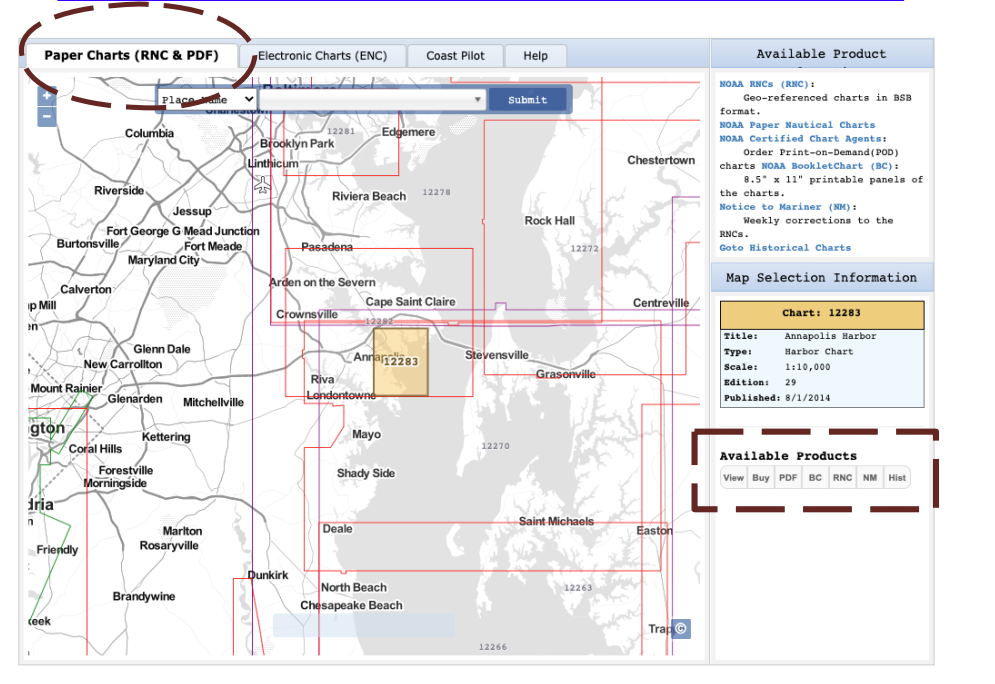 Paper Charts (RNC & PDF)
Electronic Charts (ENC)
Coast Pilot
Help
Place Name
Submit
Columbia
12281
Edgemere
Brooklyn Park
Linthicum
Chestertown
Riverside
Riviera Beach
12278
Jessup
Rock Hall
Fort George G Mead Junction
Burtonsville
Fort Meade
Pasadena
12272
Maryland City
Arden on the Severn
Calverton
Cape Saint Claire
Centreville
p Mill
Crownsville
12282
en
Glenn Dale
Annapolis
12283
Stevensville
New Carrollton
Grasonville
Mount Rainier
Riva
Glenarden
Mitchellville
Londontowne
gton
Kettering
Mayo
Coral Hills
12270
Forestville
Shady Side
Morningside
dria
n
Marlton
Deale
Saint Michaels
Easton
Rosaryville
Friendly
Dunkirk
North Beach
12263
Brandywine
Chesapeake Beach
keek
Trapp
©
12266
Available Product
NOAA RNCs (RNC):
Geo-referenced charts in BSB
format.
NOAA Paper Nautical Charts
NOAA Certified Chart Agents:
Order Print-on-Demand(POD)
charts NOAA BookletChart (BC):
8.5" x 11" printable panels of
the charts.
Notice to Mariner (NM):
Weekly corrections to the
RNCs.
Goto Historical Charts
Map Selection Information
Chart: 12283
Title: Annapolis Harbor
Type: Harbor Chart
Scale: 1:10,000
Edition: 29
Published: 8/1/2014
Available Products
View Buy PDF BC RNC NM Hist